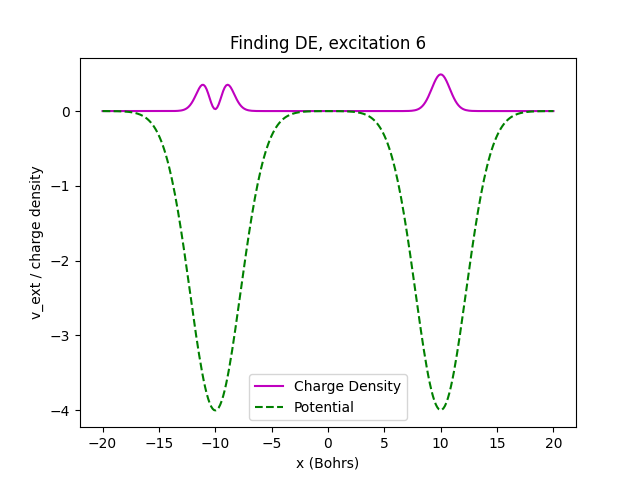 Finding DE, excitation 6
v_ext / charge density
0
−1
−2
−3
−4
Charge Density
Potential
−20 −15 −10 −5 0 5 10 15 20
x (Bohrs)